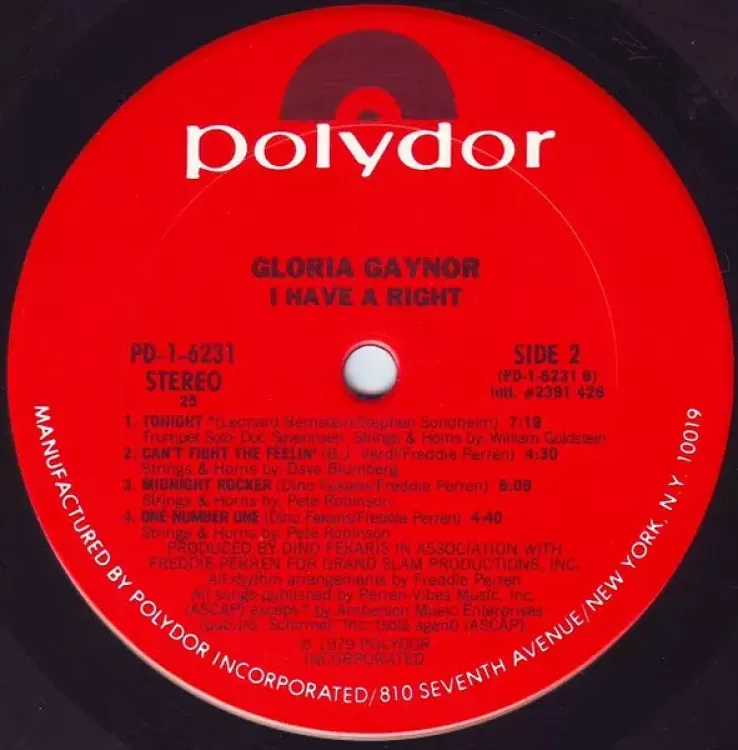 polydor
GLORIA GAYNOR
I HAVE A RIGHT
PD-1-6231
STEREO
25
SIDE 2
(PD-1-6231 B)
Intl. #2391 426
1. TONIGHT *(Leonard Bernstein/Stephen Sondheim) 7:19
Trumpet Solo: Doc Severinsen; Strings & Horns by: William Goldstein
2. CAN'T FIGHT THE FEELIN' (B.J. Verdi/Freddie Perren) 4:30
Strings & Horns by: Dave Blumberg
3. MIDNIGHT ROCKER (Dino Fekaris/Freddie Perren) 6:09
Strings & Horns by: Pete Robinson
4. ONE NUMBER ONE (Dino Fekaris/Freddie Perren) 4:40
Strings & Horns by: Pete Robinson
PRODUCED BY DINO FEKARIS IN ASSOCIATION WITH
FREDDIE PERREN FOR GRAND SLAM PRODUCTIONS, INC.
All rhythm arrangements by Freddie Perren
All songs published by Perren-Vibes Music, Inc.
(ASCAP) except * by Amberson Music Enterprises
(pub.)(G. Schirmer Inc. (sole agent) (ASCAP)
℗ 1979 POLYDOR
INCORPORATED
MANUFACTURED BY POLYDOR INCORPORATED/810 SEVENTH AVENUE/NEW YORK, N.Y. 10019